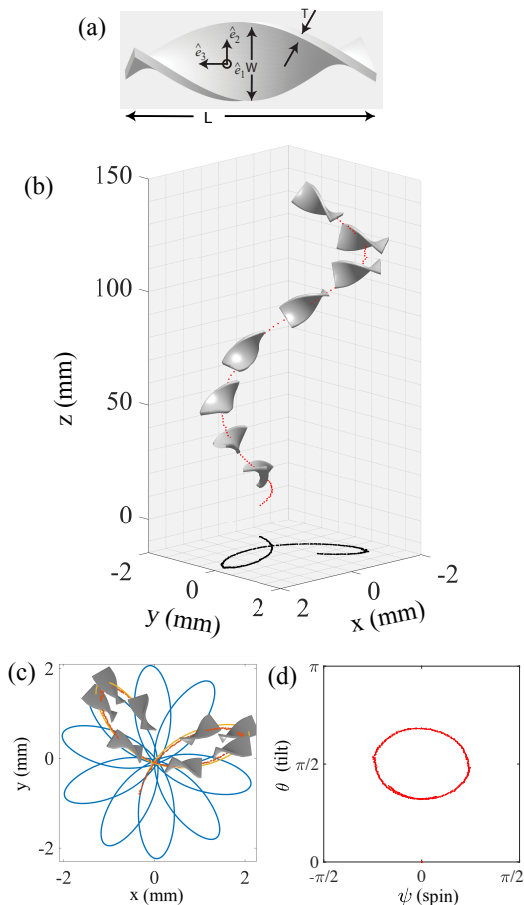 (a)
T
ê₂
ê₃
ê₁
W
L
(b)
150
100
50
0
z (mm)
-2
0
2
y (mm)
2
0
-2
x (mm)
(c)
2
0
-2
y (mm)
-2
0
2
x (mm)
(d)
π
π/2
0
θ (tilt)
-π/2
0
π/2
ψ (spin)